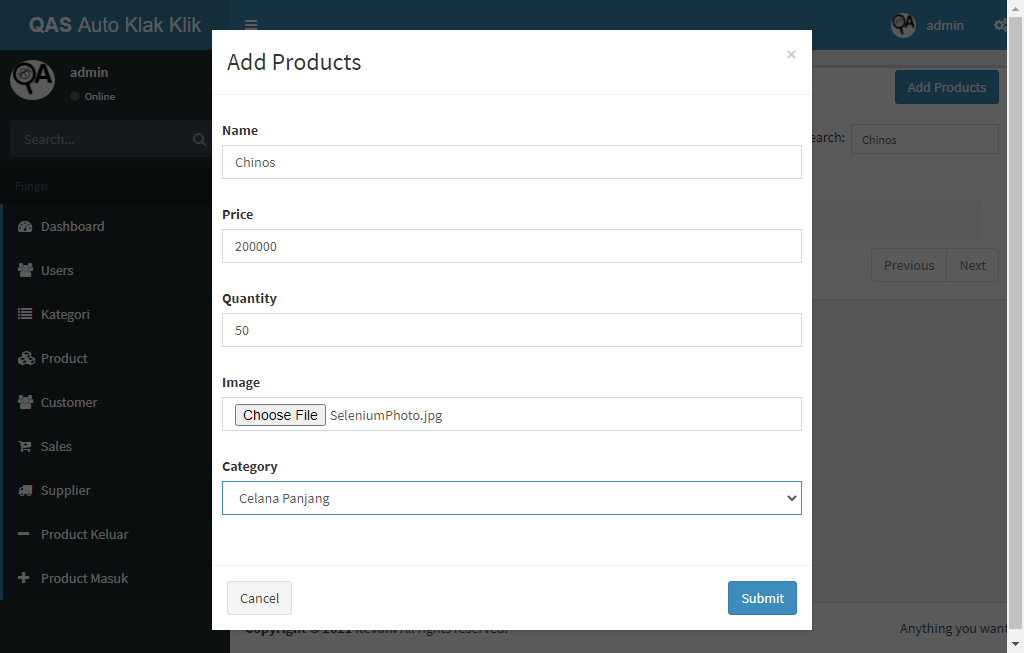 QAS Auto Klak Klik
admin
admin
Online
Search...
Fungsi
Dashboard
Users
Kategori
Product
Customer
Sales
Supplier
Product Keluar
Product Masuk
Add Products
×
Name
Chinos
Price
200000
Quantity
50
Image
Choose File SeleniumPhoto.jpg
Category
Celana Panjang
Cancel
Submit
Add Products
earch: Chinos
Previous
Next
Copyright © 2021 All rights reserved.
Anything you want